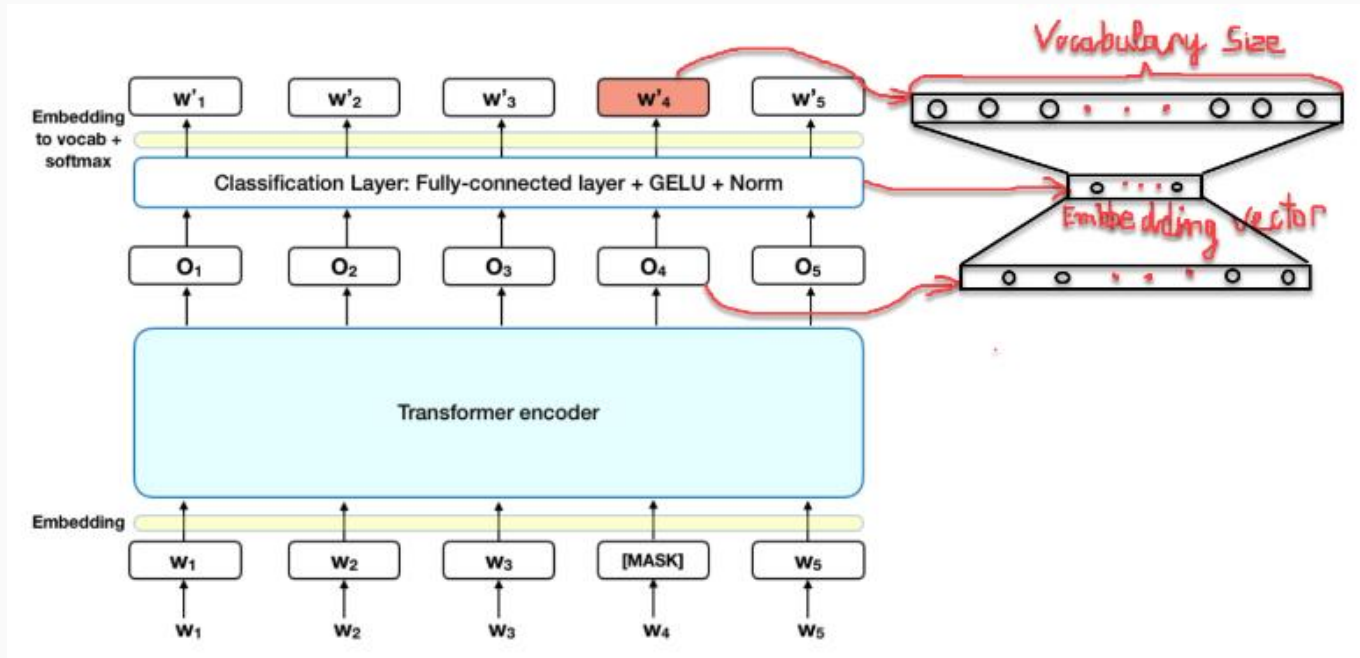 Vocabulary Size
W'1 W'2 W'3 W'4 W'5
Embedding
to vocab +
softmax
Classification Layer: Fully-connected layer + GELU + Norm
Embedding vector
O1 O2 O3 O4 O5
Transformer encoder
Embedding
W1 W2 W3 [MASK] W5
W1 W2 W3 W4 W5